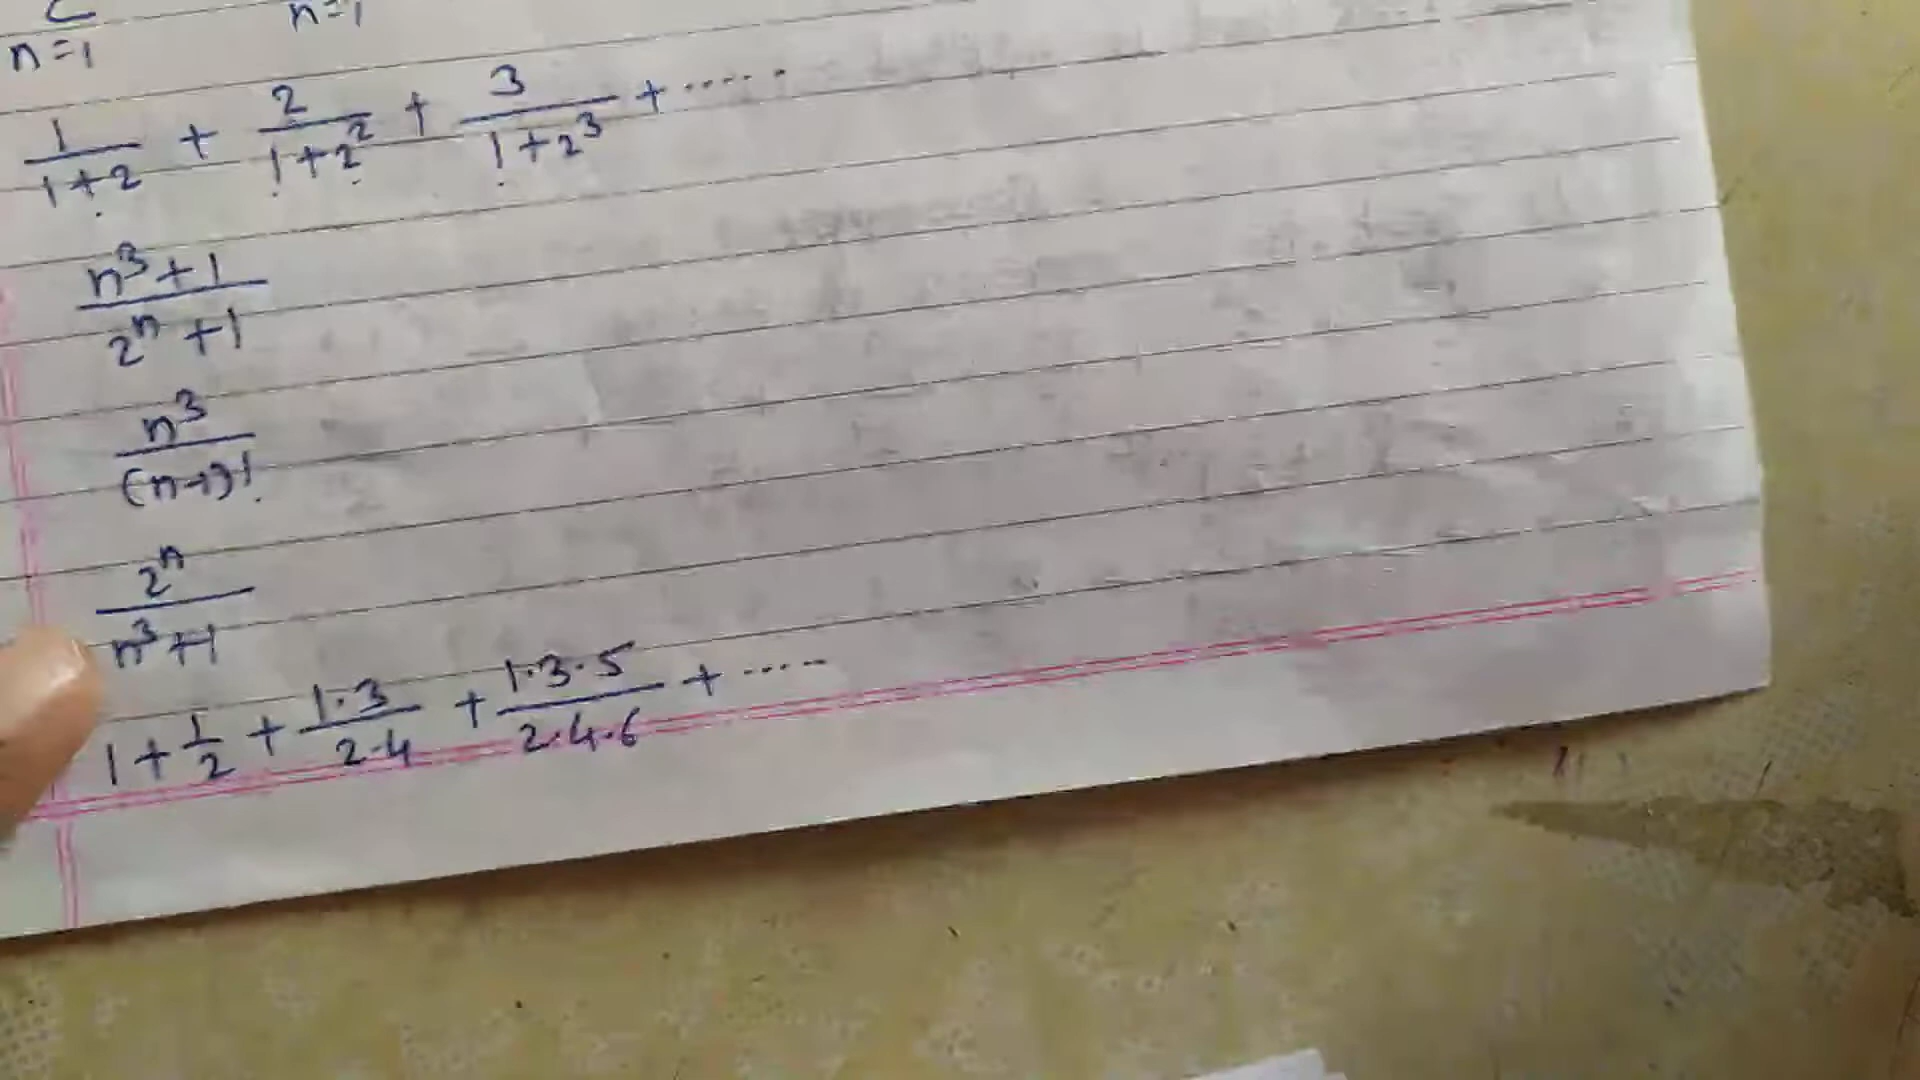 n=1 n=1
1/(1+2) + 2/(1+2²) + 3/(1+2³) + ......
(n³+1)/(2ⁿ+1)
n³/(n-1)!
2ⁿ/(n³+1)
1 + 1/2 + (1·3)/(2·4) + (1·3·5)/(2·4·6) + .....